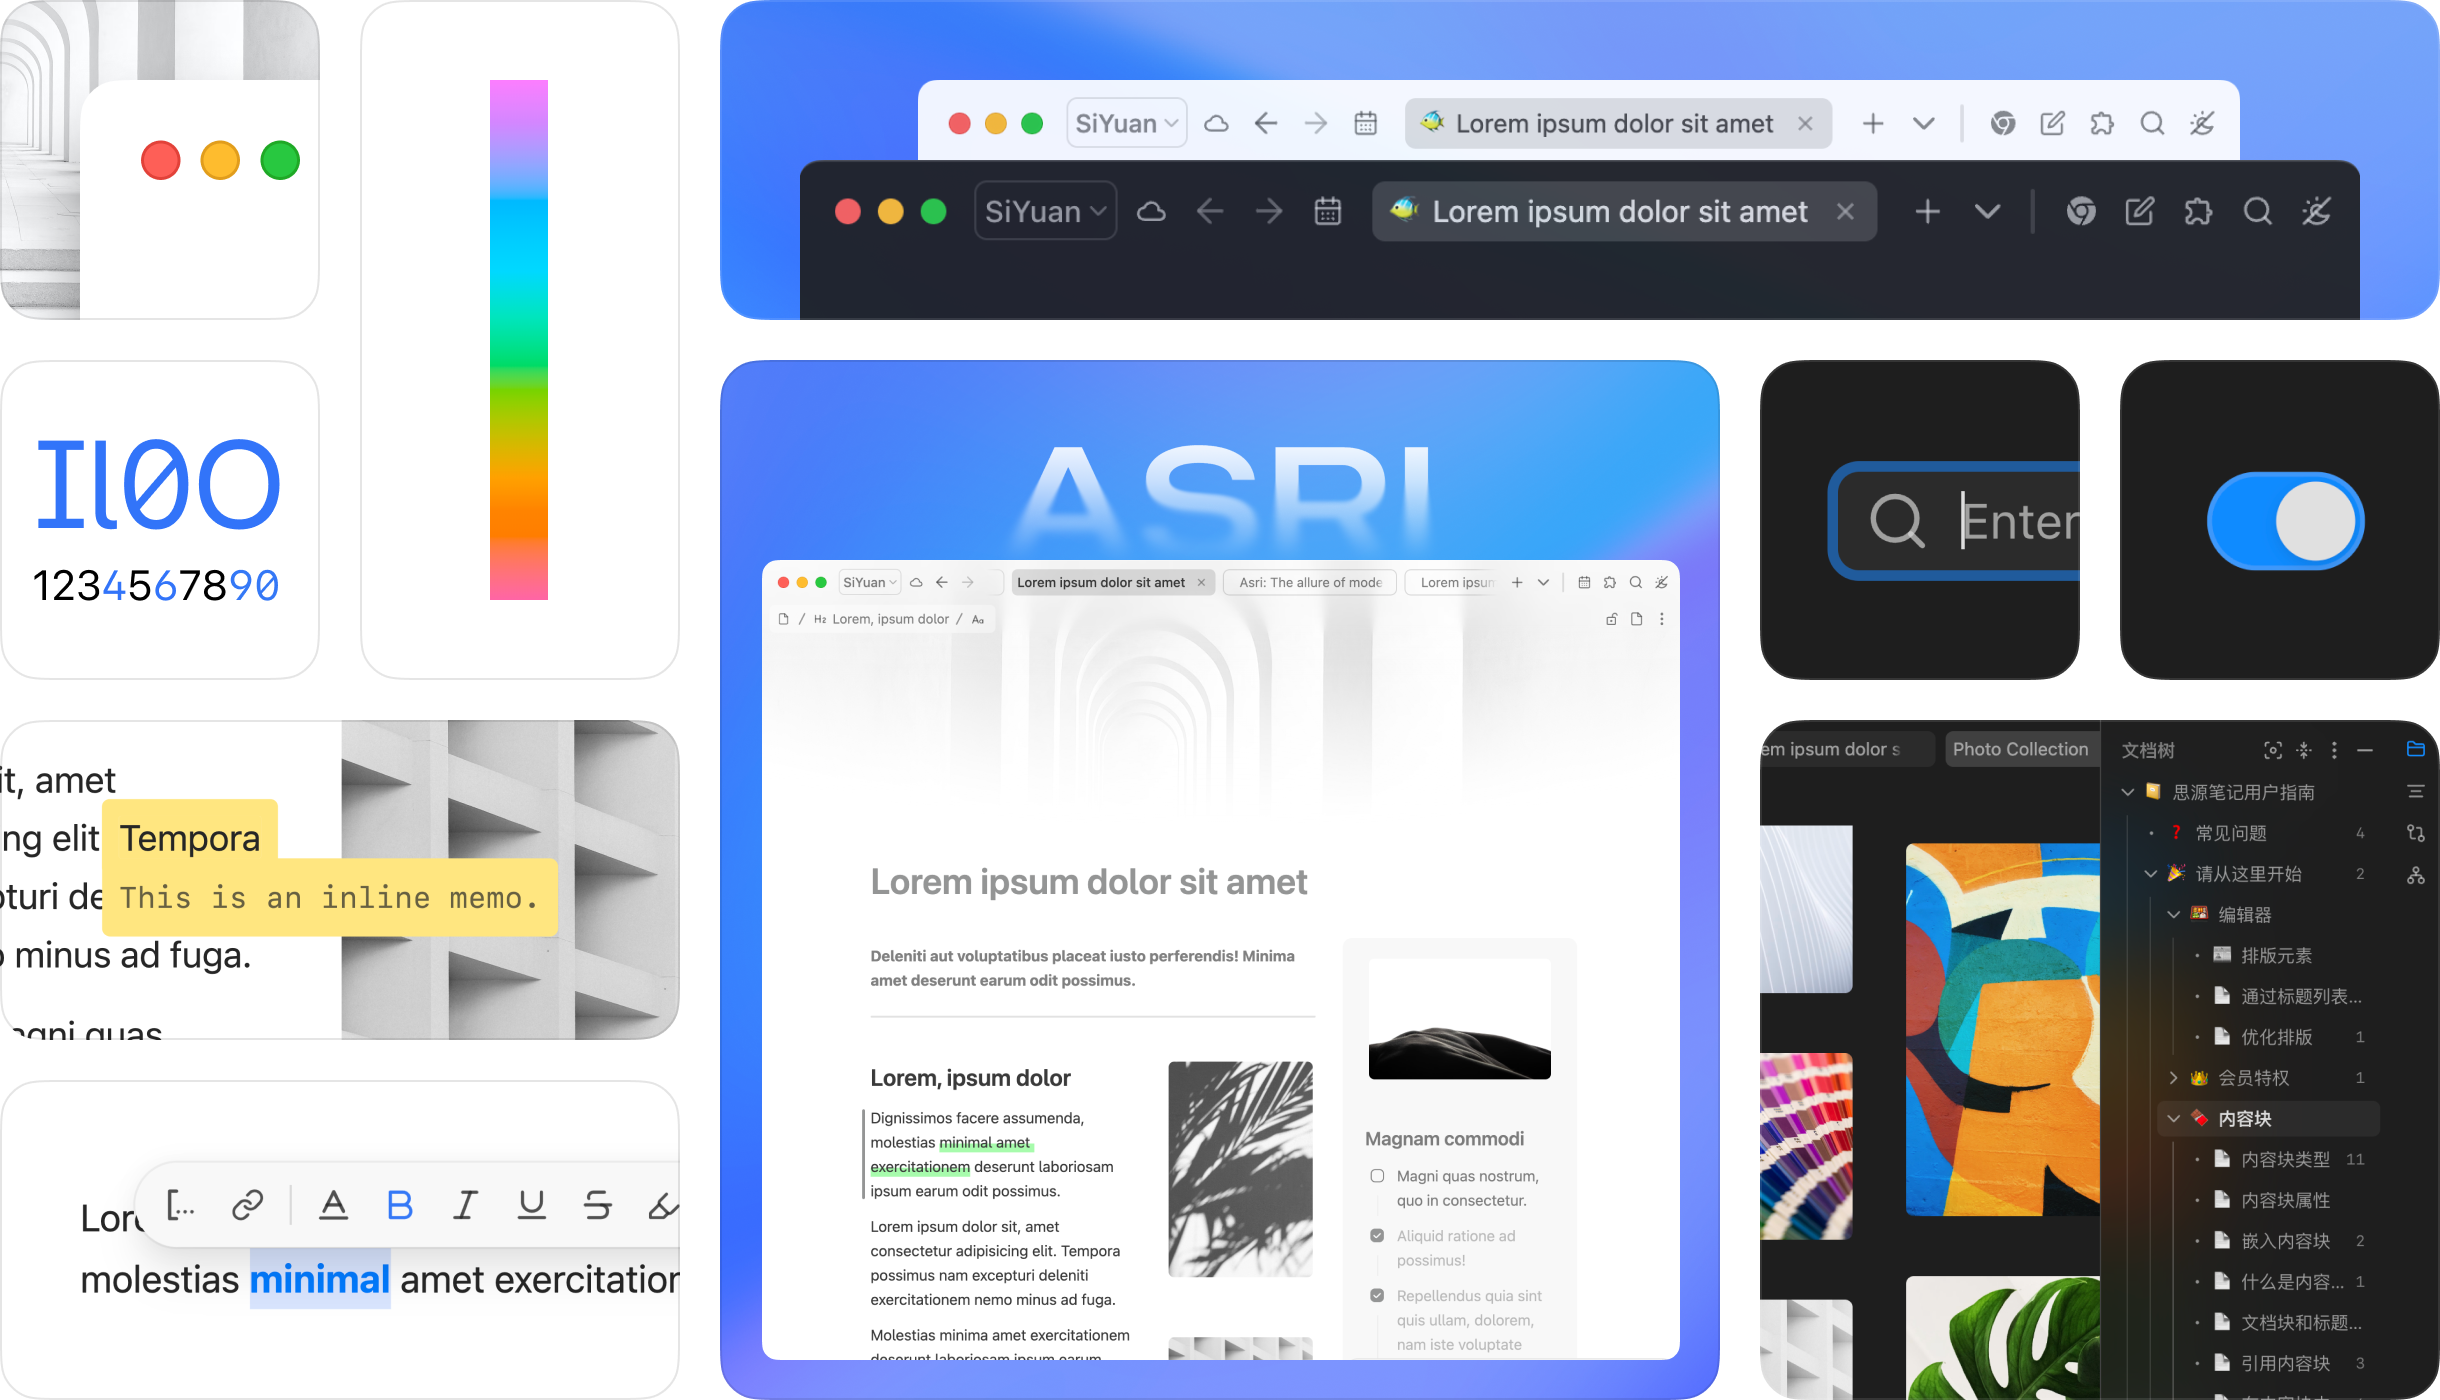 SiYuan
Lorem ipsum dolor sit amet
SiYuan
Lorem ipsum dolor sit amet
Il0O
1234567890
it, amet
ng elit
Tempora
This is an inline memo.
minus ad fuga.
agni quas
molestias minimal amet exercitation
ASRI
SiYuan
Lorem ipsum dolor sit amet
Asri: The allure of mode
Lorem ipsum
H2 Lorem, ipsum dolor / Aa
Lorem ipsum dolor sit amet
Deleniti aut voluptatibus placeat iusto perferendis! Minima
amet deserunt earum odit possimus.
Lorem, ipsum dolor
Dignissimos facere assumenda,
molestias minimal amet
exercitationem deserunt laboriosam
ipsum earum odit possimus.
Lorem ipsum dolor sit, amet
consectetur adipisicing elit. Tempora
possimus nam excepturi deleniti
exercitationem nemo minus ad fuga.
Molestias minima amet exercitationem
deserunt laboriosam ipsum earum
Magnam commodi
Magni quas nostrum,
quo in consectetur.
Aliquid ratione ad
possimus!
Repellendus quia sint
quis ullam, dolorem,
nam iste voluptate
Enter
em ipsum dolor s
Photo Collection
文档树
思源笔记用户指南
常见问题 4
请从这里开始 2
编辑器
排版元素
通过标题列表...
优化排版 1
会员特权 1
内容块
内容块类型 11
内容块属性
嵌入内容块 2
什么是内容... 1
文档块和标题...
引用内容块 3